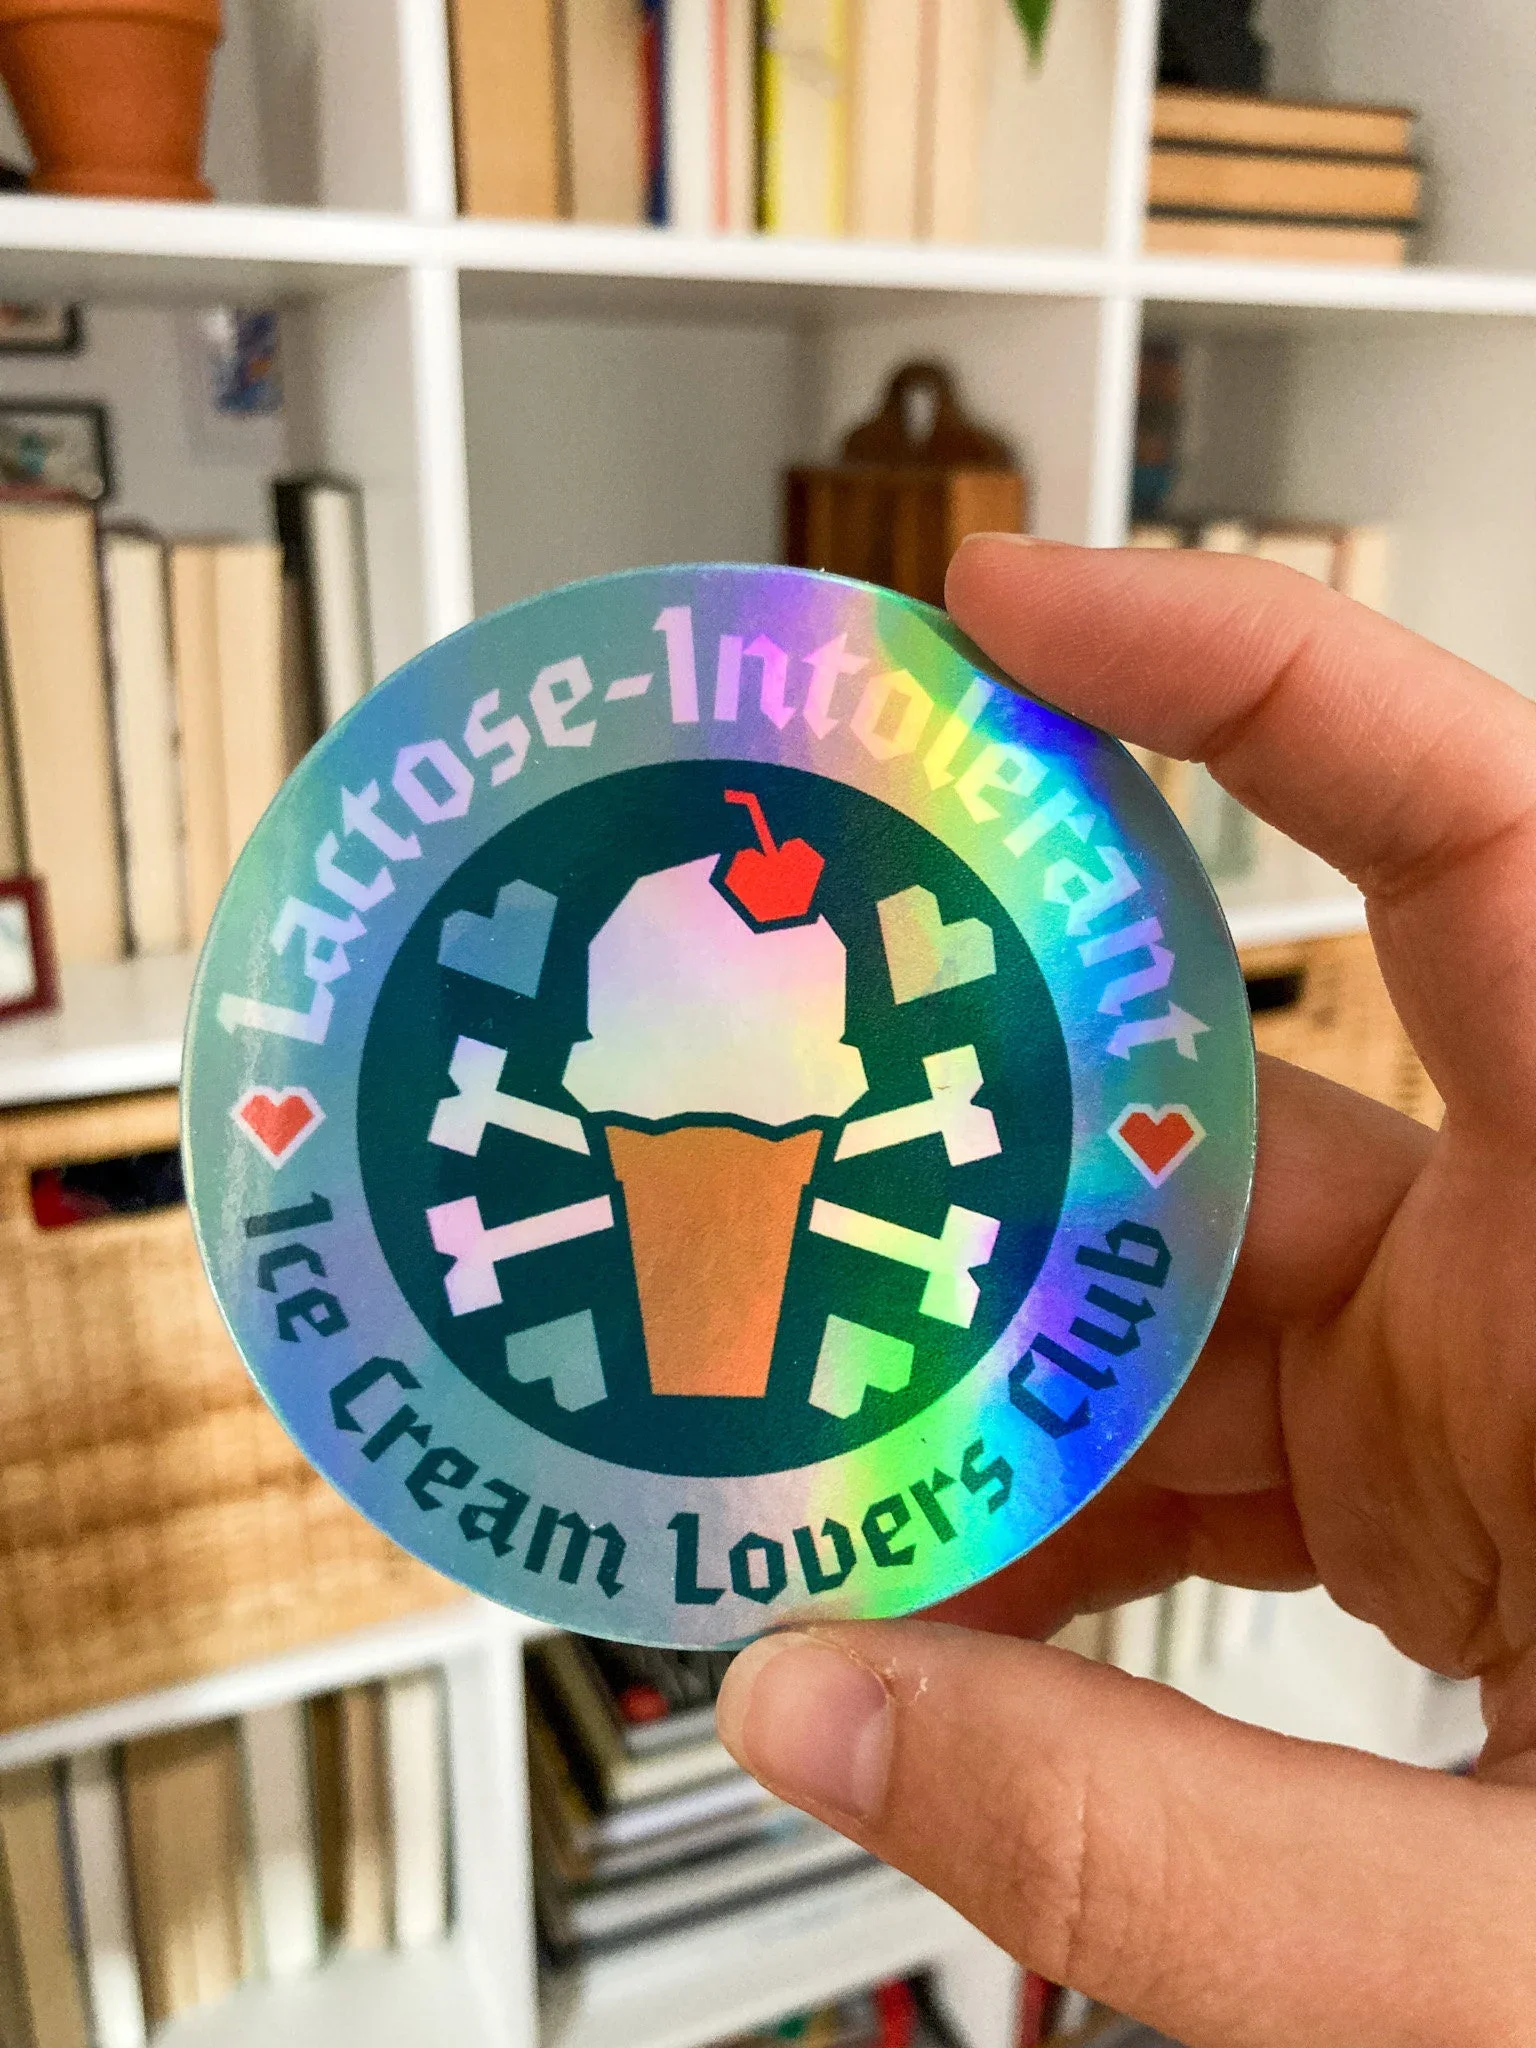 Lactose-Intolerant
Ice Cream Lovers Club